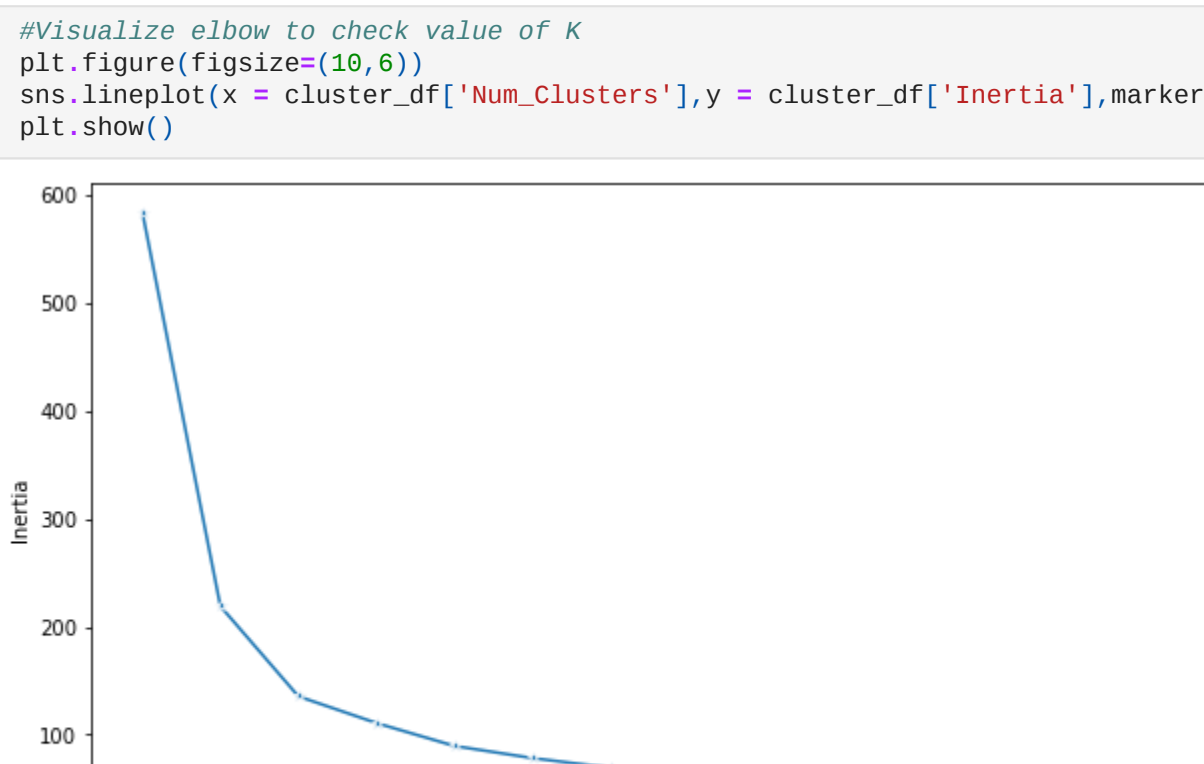 #Visualize elbow to check value of K
plt.figure(figsize=(10,6))
sns.lineplot(x = cluster_df['Num_Clusters'],y = cluster_df['Inertia'],marker
plt.show()
600
500
400
300
200
100
Inertia